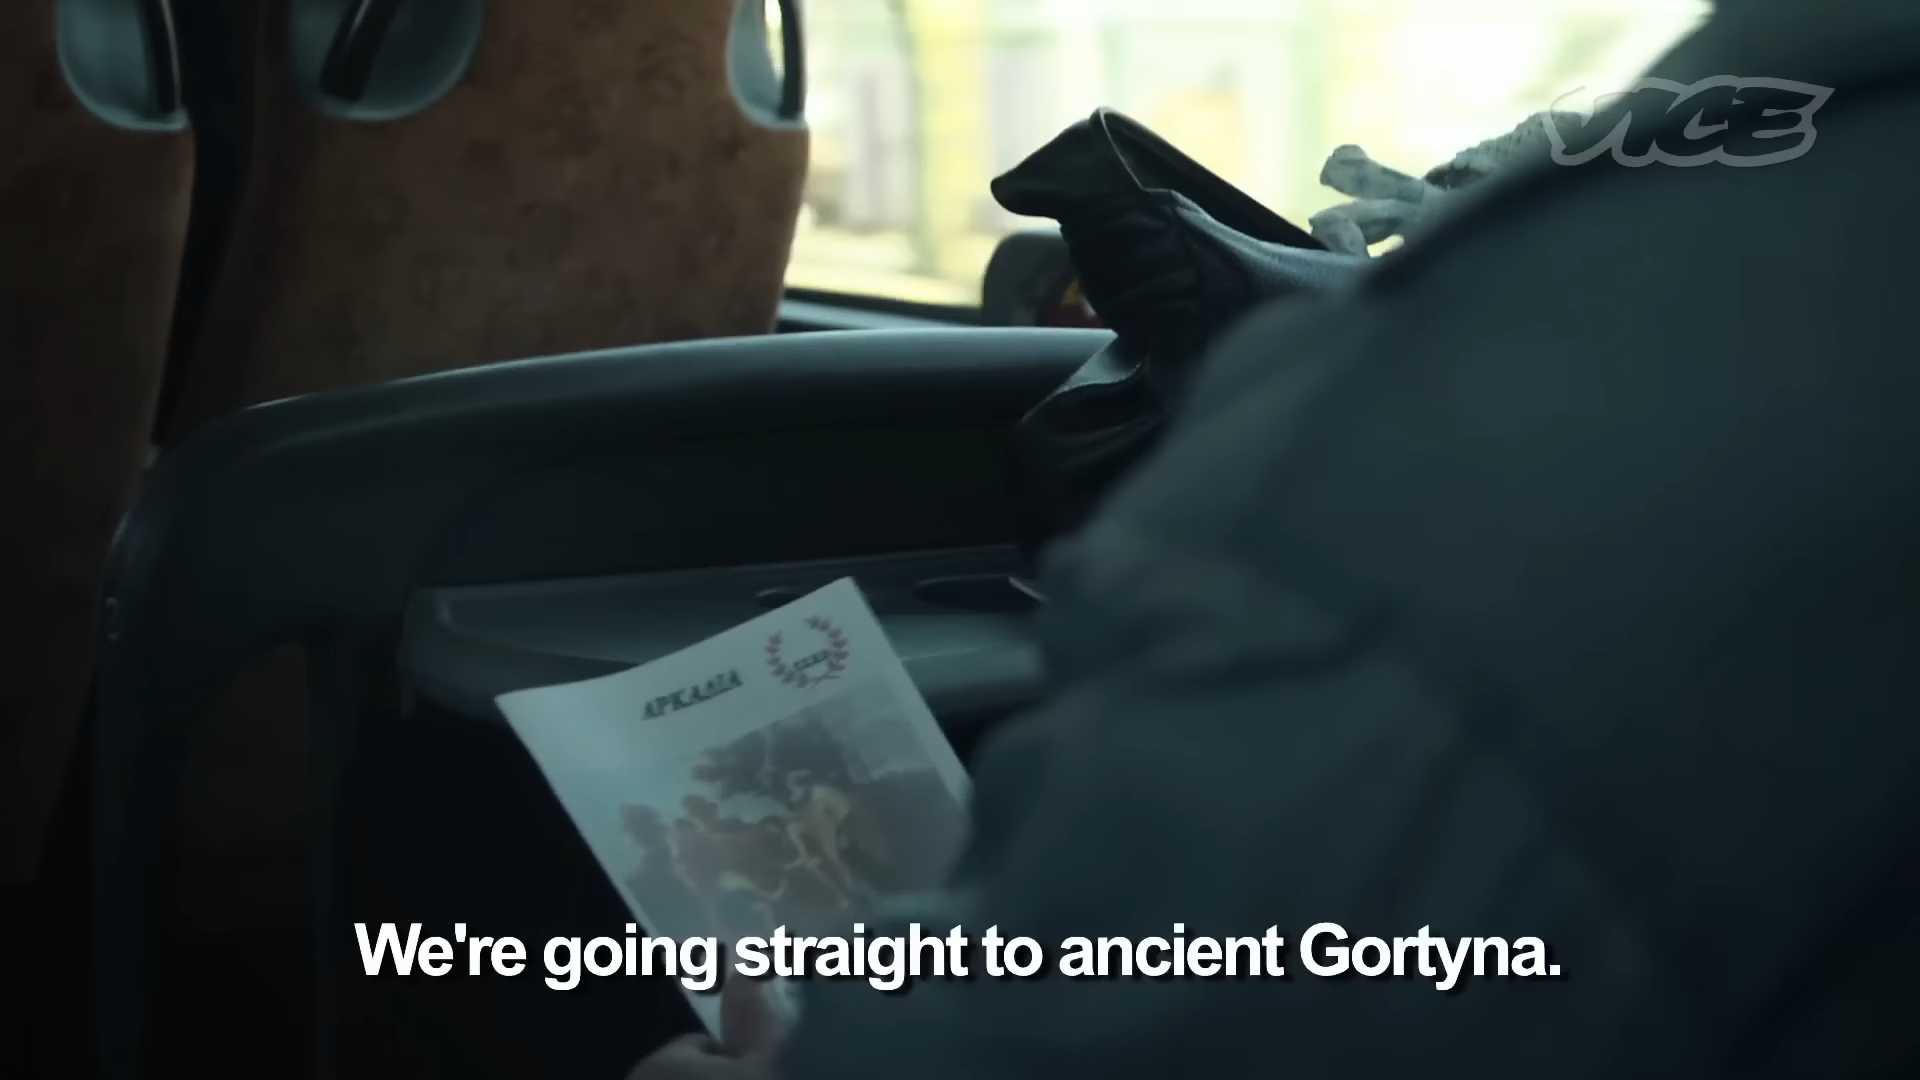 VICE
ΑΡΚΑΔΙΑ
We're going straight to ancient Gortyna.